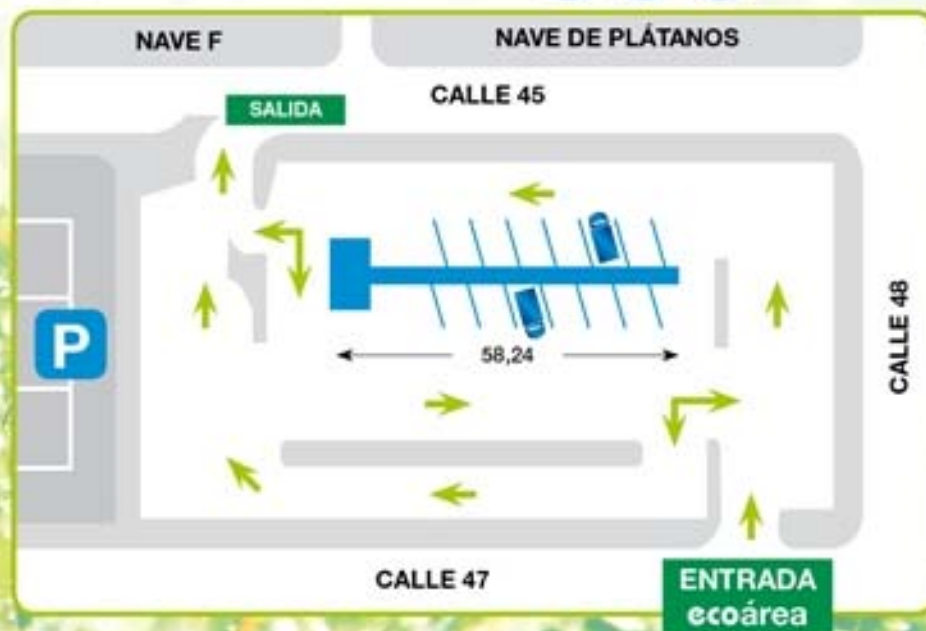 NAVE F
NAVE DE PLÁTANOS
CALLE 45
SALIDA
CALLE 48
P
58,24
CALLE 47
ENTRADA
ecoárea